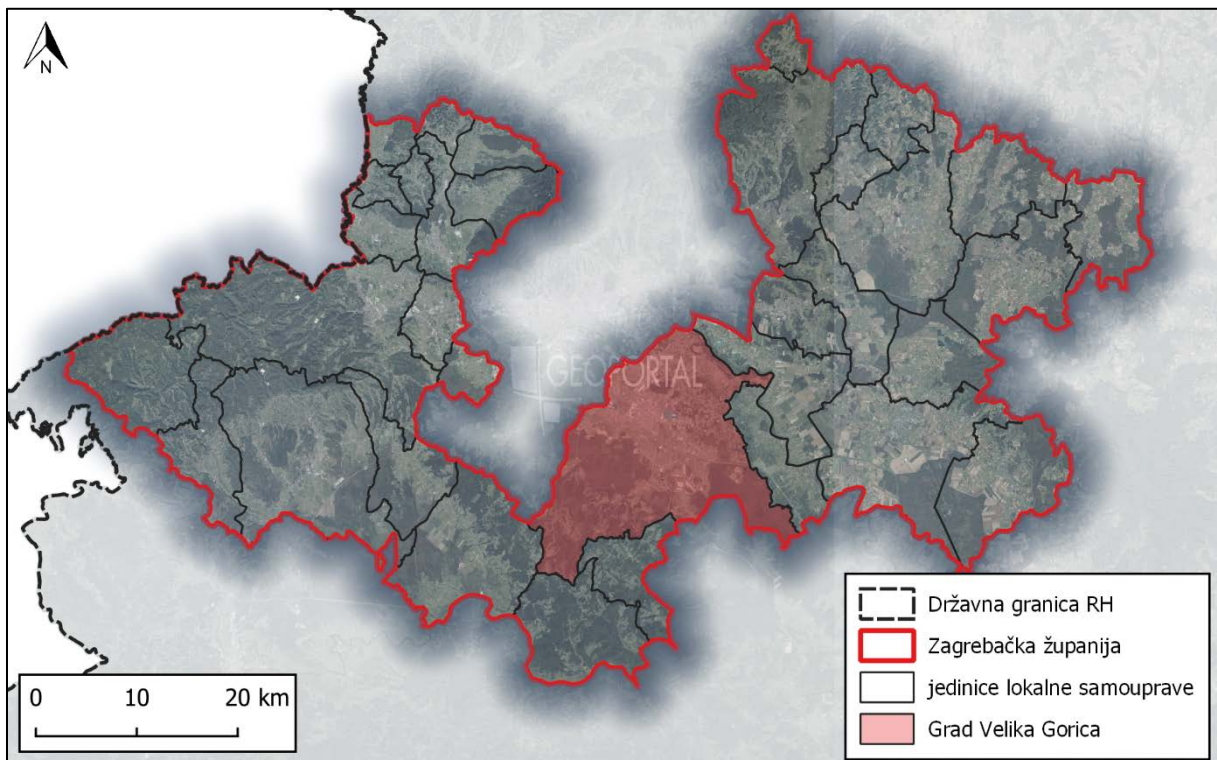 N
GEOPORTAL
0 10 20 km
Državna granica RH
Zagrebačka županija
jedinice lokalne samouprave
Grad Velika Gorica